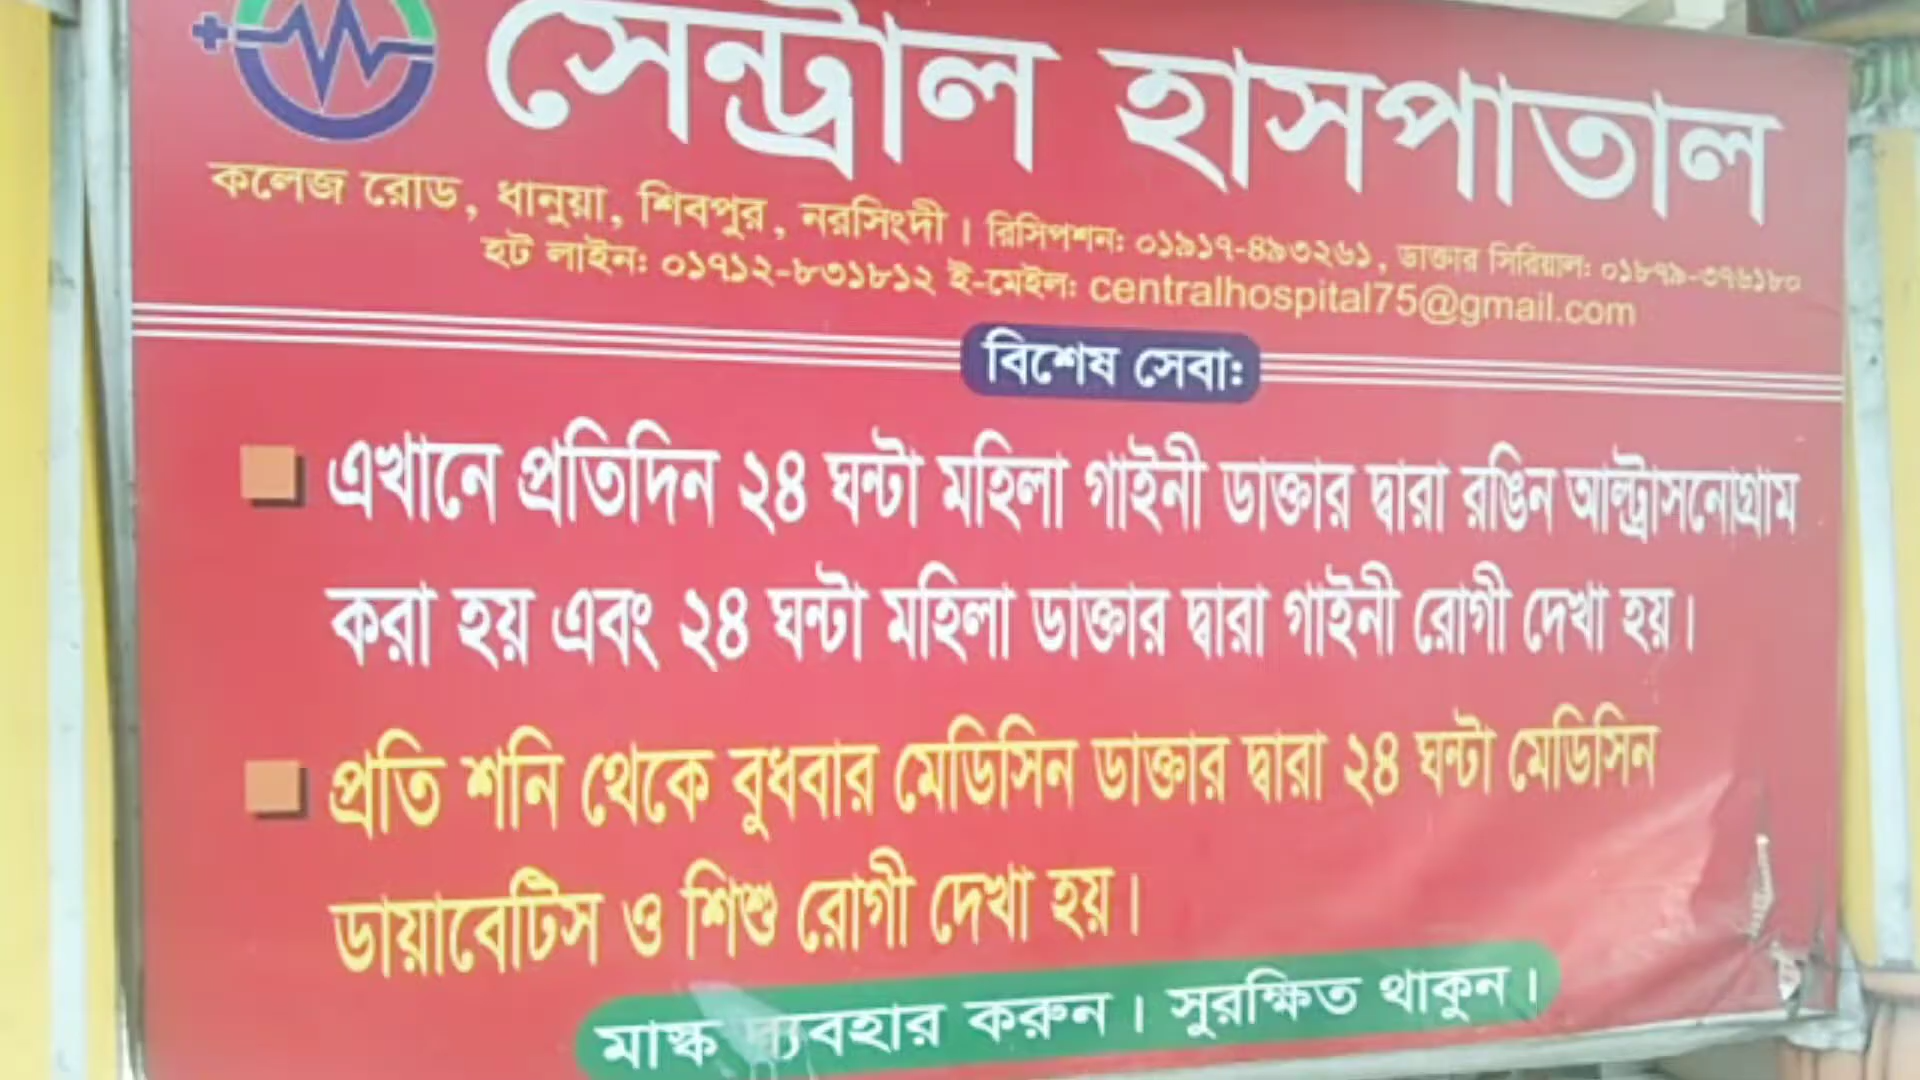 সেন্ট্রাল হাসপাতাল
কলেজ রোড, ধানুয়া, শিবপুর, নরসিংদী। রিসিপশন: ০১৯১৭-৪৯৩২৬১, ডাক্তার সিরিয়াল: ০১৮৭৯-৩৭৬১৮০
হট লাইন: ০১৭১২-৮৩১৮১২ ই-মেইল: centralhospital75@gmail.com
বিশেষ সেবা:
এখানে প্রতিদিন ২৪ ঘন্টা মহিলা গাইনী ডাক্তার দ্বারা রঙিন আল্ট্রাসনোগ্রাম
করা হয় এবং ২৪ ঘন্টা মহিলা ডাক্তার দ্বারা গাইনী রোগী দেখা হয়।
প্রতি শনি থেকে বুধবার মেডিসিন ডাক্তার দ্বারা ২৪ ঘন্টা মেডিসিন
ডায়াবেটিস ও শিশু রোগী দেখা হয়।
মাস্ক ব্যবহার করুন। সুরক্ষিত থাকুন।